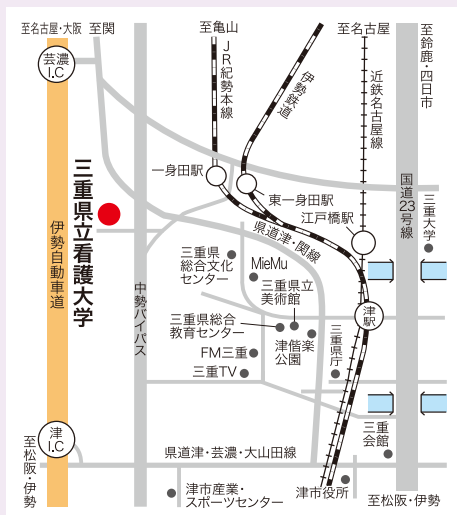 至名古屋・大阪
至関
至亀山
至名古屋
至鈴鹿・四日市
芸濃
I.C
JR紀勢本線
伊勢鉄道
近鉄名古屋線
国道23号線
一身田駅
東一身田駅
江戸橋駅
三重大学
三重県立看護大学
伊勢自動車道
中勢バイパス
県道津・関線
三重県
総合文化
センター
MieMu
三重県立
美術館
津駅
三重県総合
教育センター
津偕楽
公園
三重県庁
FM三重
三重TV
三重
会館
津
I.C
県道津・芸濃・大山田線
至松阪・伊勢
津市産業・
スポーツセンター
津市役所
至松阪・伊勢